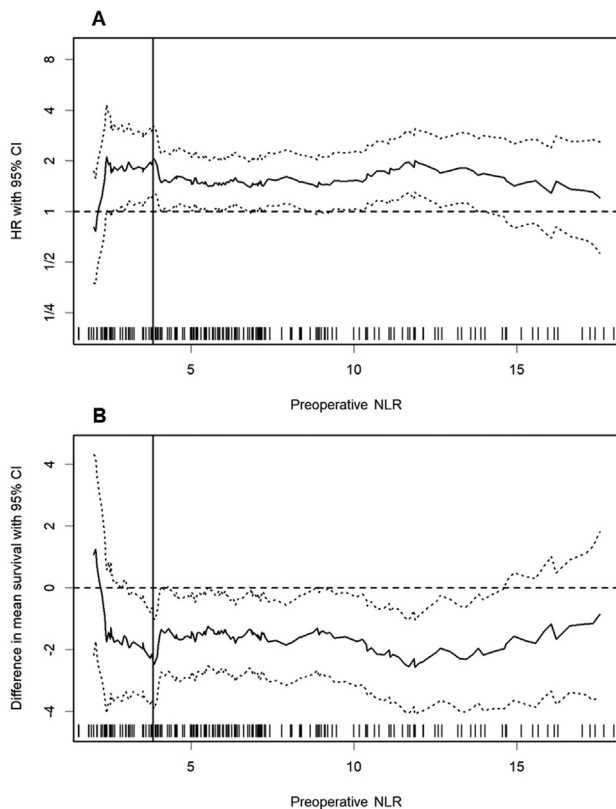 A
HR with 95% CI
8
4
2
1
1/2
1/4
5
10
15
Preoperative NLR
B
Difference in mean survival with 95% CI
4
2
0
-2
-4
5
10
15
Preoperative NLR